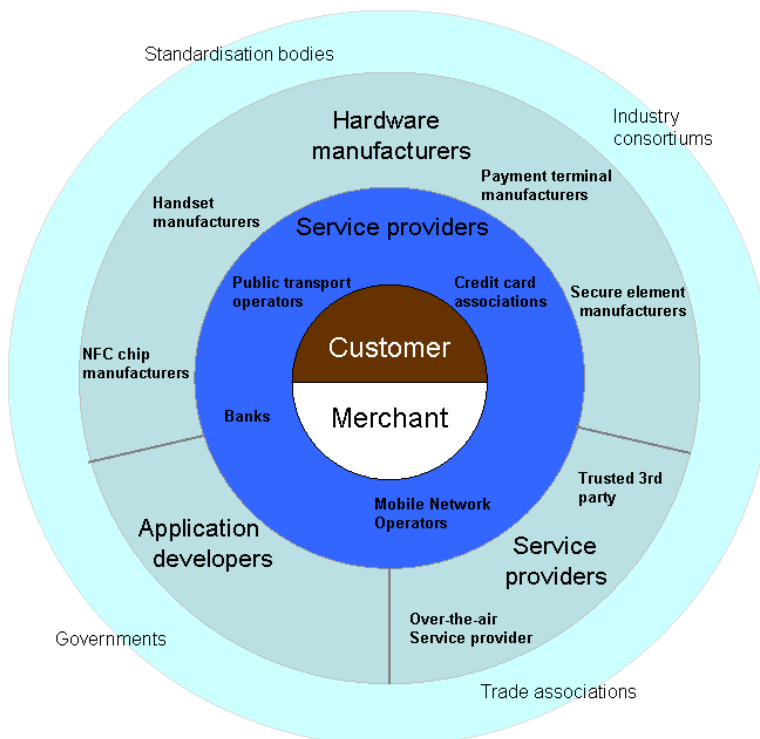 Standardisation bodies
Industry
consortiums
Hardware
manufacturers
Payment terminal
manufacturers
Handset
manufacturers
Service providers
Public transport
operators
Credit card
associations
Secure element
manufacturers
Customer
NFC chip
manufacturers
Merchant
Banks
Trusted 3rd
party
Mobile Network
Operators
Application
developers
Service
providers
Over-the-air
Service provider
Governments
Trade associations